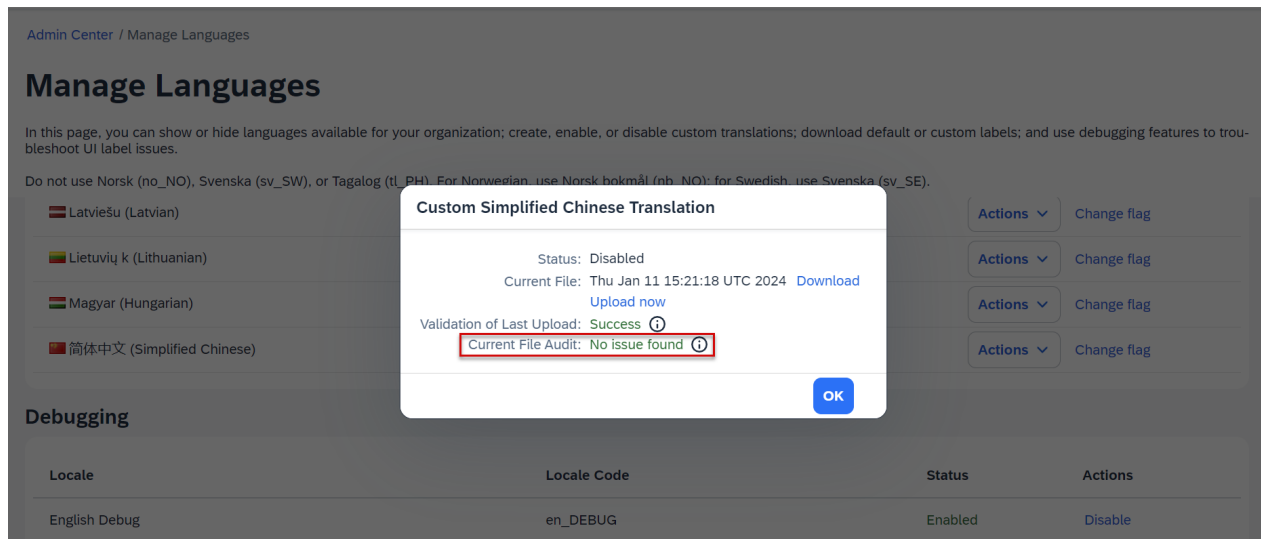 Admin Center / Manage Languages
Manage Languages
In this page, you can show or hide languages available for your organization; create, enable, or disable custom translations; download default or custom labels; and use debugging features to trou-
bleshoot UI label issues.
Do not use Norsk (no_NO), Svenska (sv_SW), or Tagalog (tl_PH). For Norwegian, use Norsk bokmål (nb_NO); for Swedish, use Svenska (sv_SE).
Latviešu (Latvian)
Actions
Change flag
Lietuvių k (Lithuanian)
Actions
Change flag
Magyar (Hungarian)
Actions
Change flag
简体中文 (Simplified Chinese)
Actions
Change flag
Custom Simplified Chinese Translation
Status: Disabled
Current File: Thu Jan 11 15:21:18 UTC 2024 Download
Upload now
Validation of Last Upload: Success
Current File Audit: No issue found
OK
Debugging
Locale Locale Code Status Actions
English Debug en_DEBUG Enabled Disable